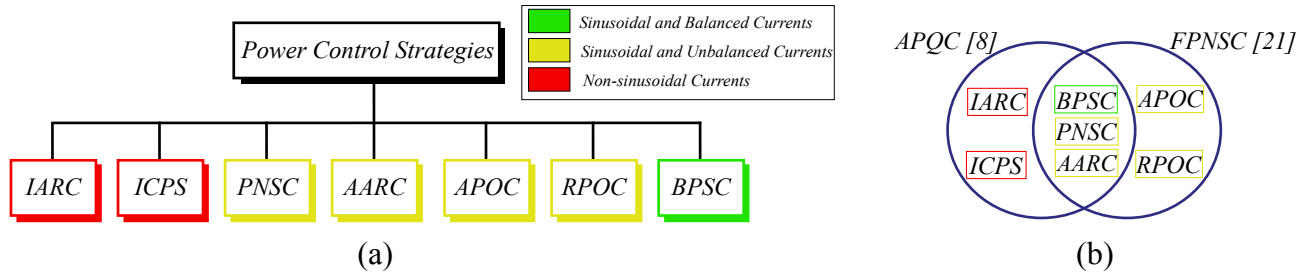 Power Control Strategies
Sinusoidal and Balanced Currents
Sinusoidal and Unbalanced Currents
Non-sinusoidal Currents
IARC ICPS PNSC AARC APOC RPOC BPSC
(a)
APQC [8] FPNSC [21]
IARC BPSC APOC
PNSC
ICPS AARC RPOC
(b)